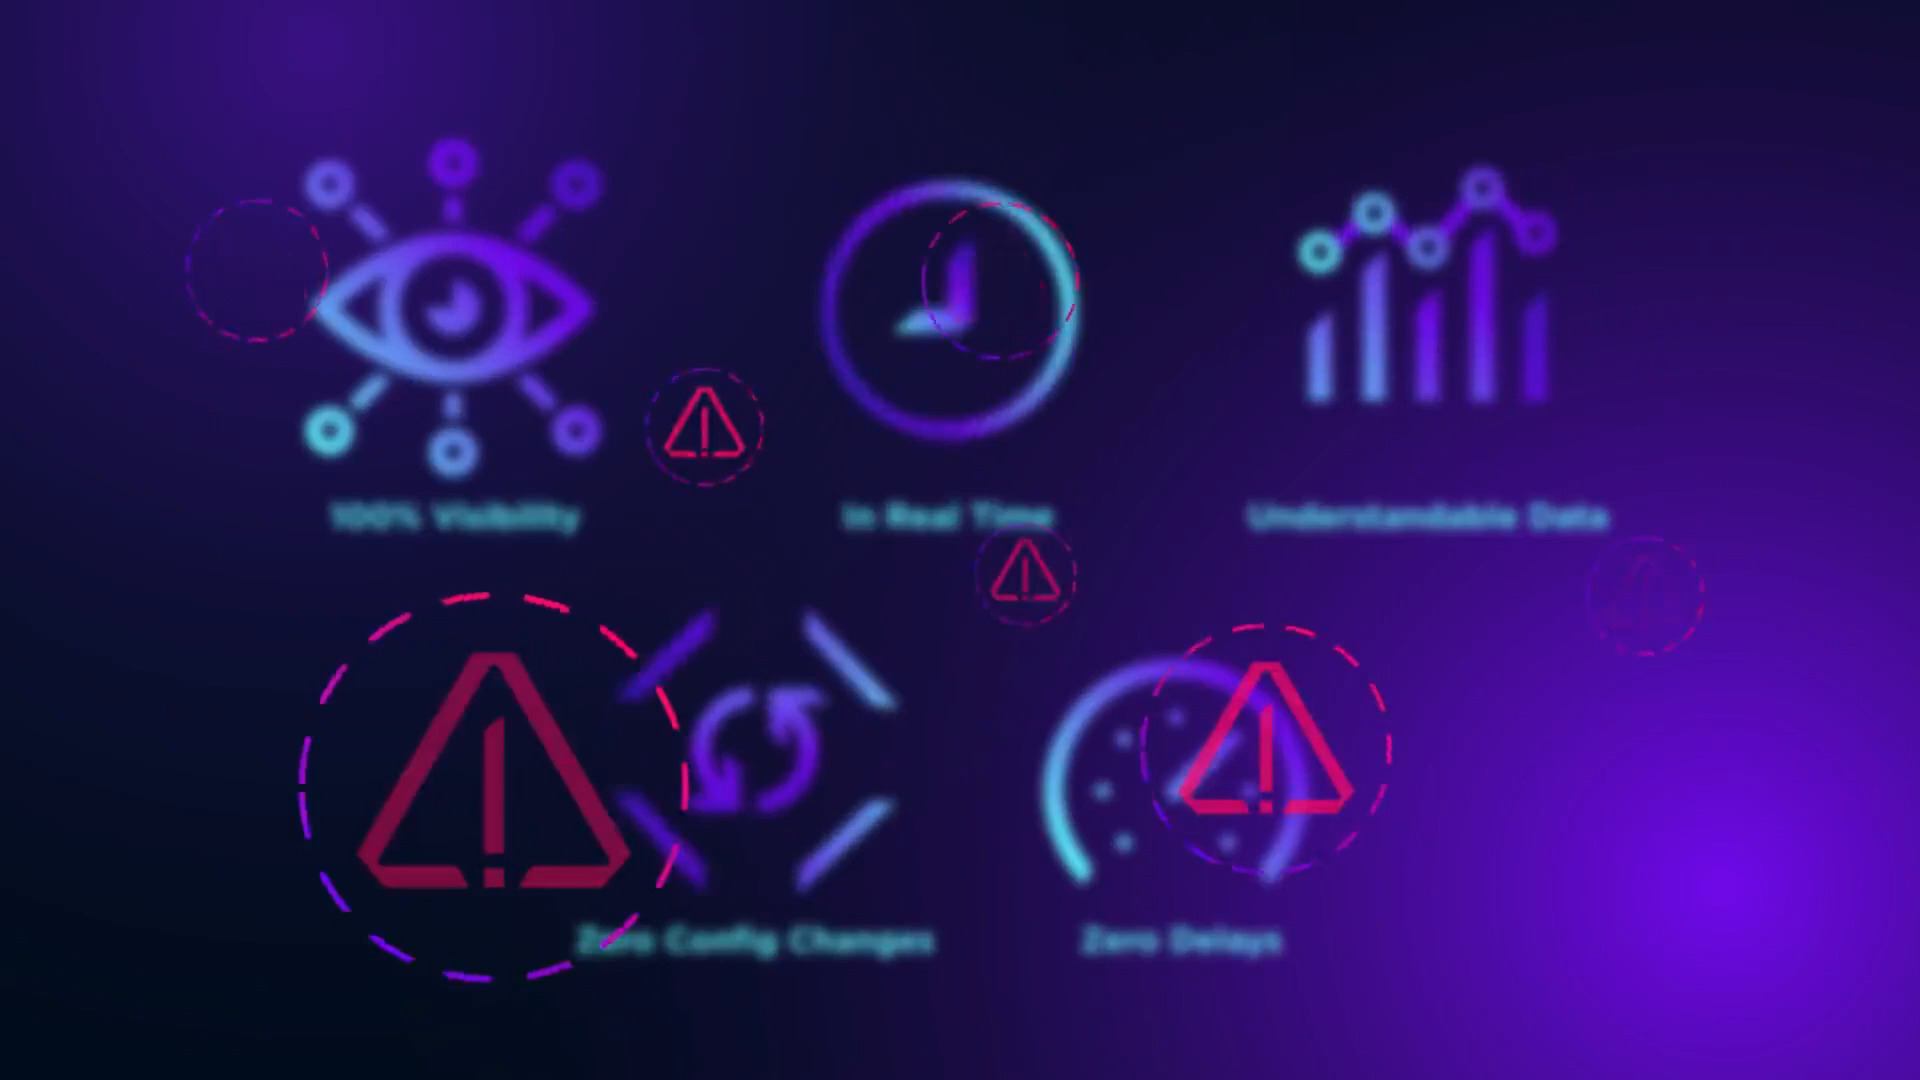 100% Visibility
In Real Time
Understandable Data
Zero Config Changes
Zero Delays